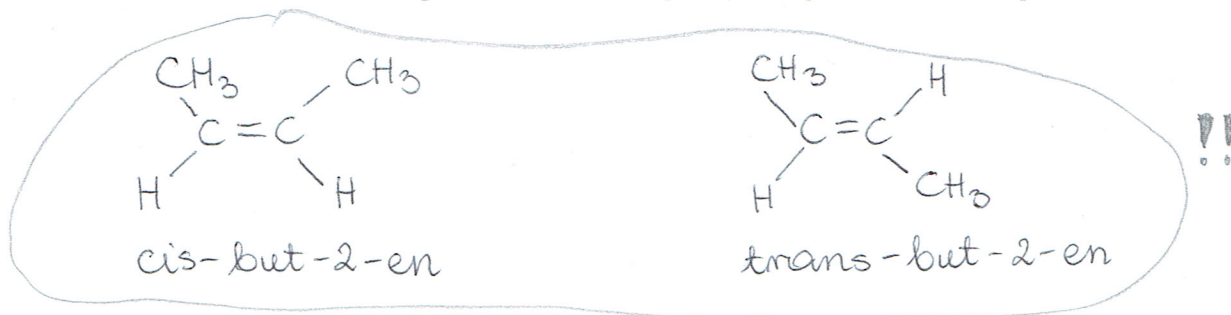 CH3 CH3 CH3 H
C=C C=C !!
H H H CH3
cis-but-2-en trans-but-2-en